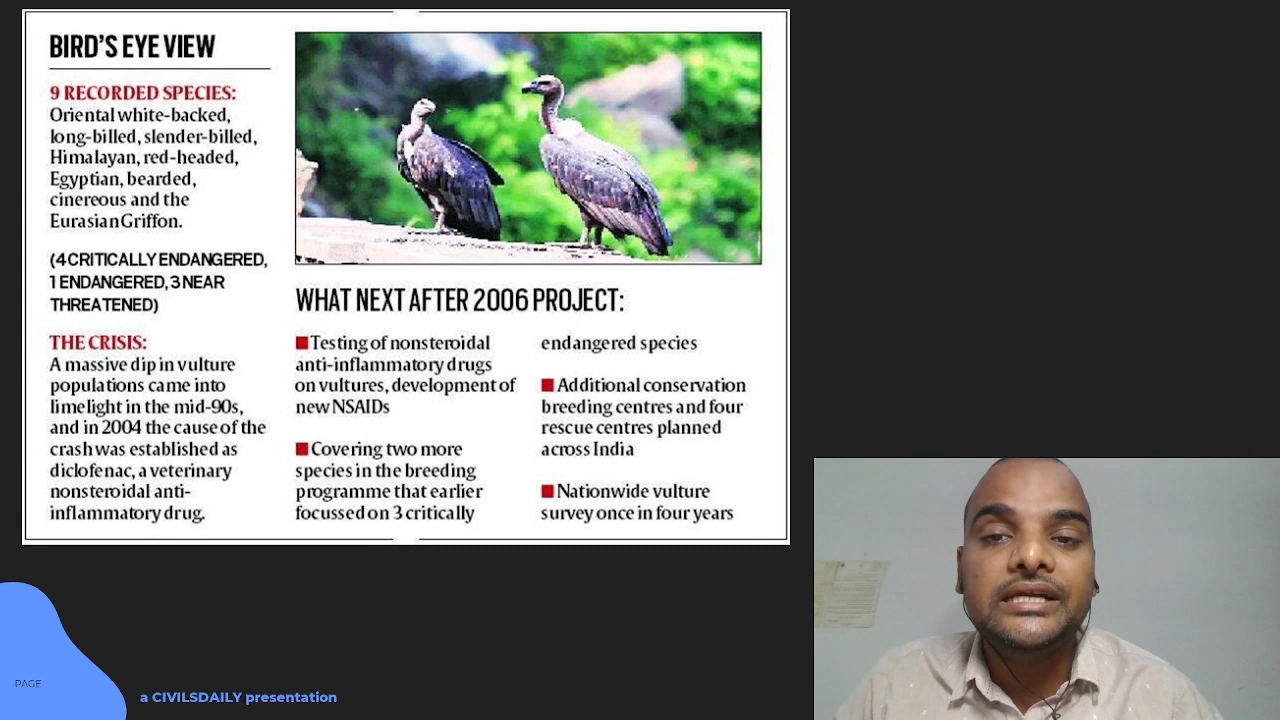 BIRD'S EYE VIEW
9 RECORDED SPECIES:
Oriental white-backed,
long-billed, slender-billed,
Himalayan, red-headed,
Egyptian, bearded,
cinereous and the
Eurasian Griffon.
(4 CRITICALLY ENDANGERED,
1 ENDANGERED, 3 NEAR
THREATENED)
THE CRISIS:
A massive dip in vulture
populations came into
limelight in the mid-90s,
and in 2004 the cause of the
crash was established as
diclofenac, a veterinary
nonsteroidal anti-
inflammatory drug.
WHAT NEXT AFTER 2006 PROJECT:
Testing of nonsteroidal
anti-inflammatory drugs
on vultures, development of
new NSAIDs
Covering two more
species in the breeding
programme that earlier
focussed on 3 critically
endangered species
Additional conservation
breeding centres and four
rescue centres planned
across India
Nationwide vulture
survey once in four years
PAGE
a CIVILSDAILY presentation